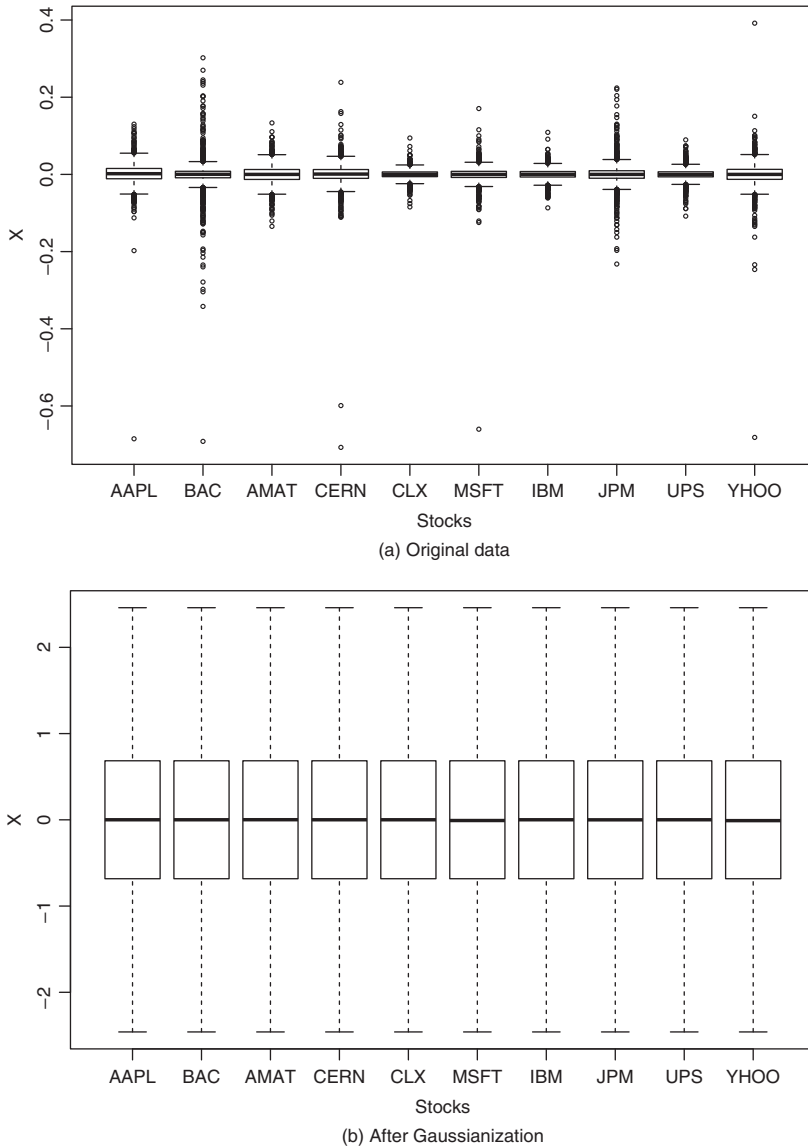 0.4
0.2
0.0
−0.2
−0.4
−0.6
X
AAPL BAC AMAT CERN CLX MSFT IBM JPM UPS YHOO
Stocks
(a) Original data
2
1
0
−1
−2
X
AAPL BAC AMAT CERN CLX MSFT IBM JPM UPS YHOO
Stocks
(b) After Gaussianization